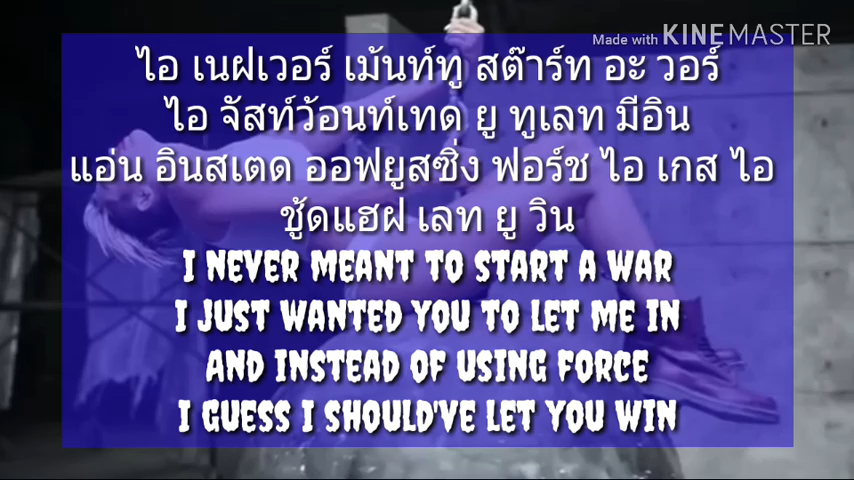 Made with KINEMASTER
ไอ เนฝเวอร์ เม้นท์ทู สต๊าร์ท อะ วอร์
ไอ จัสท์ว้อนท์เทด ยู ทูเลท มีอิน
แอ่น อินสเตด ออฟยูสซิ่ง ฟอร์ช ไอ เกส ไอ
ชู้ดแฮฝ เลท ยู วิน
I NEVER MEANT TO START A WAR
I JUST WANTED YOU TO LET ME IN
AND INSTEAD OF USING FORCE
I GUESS I SHOULD'VE LET YOU WIN